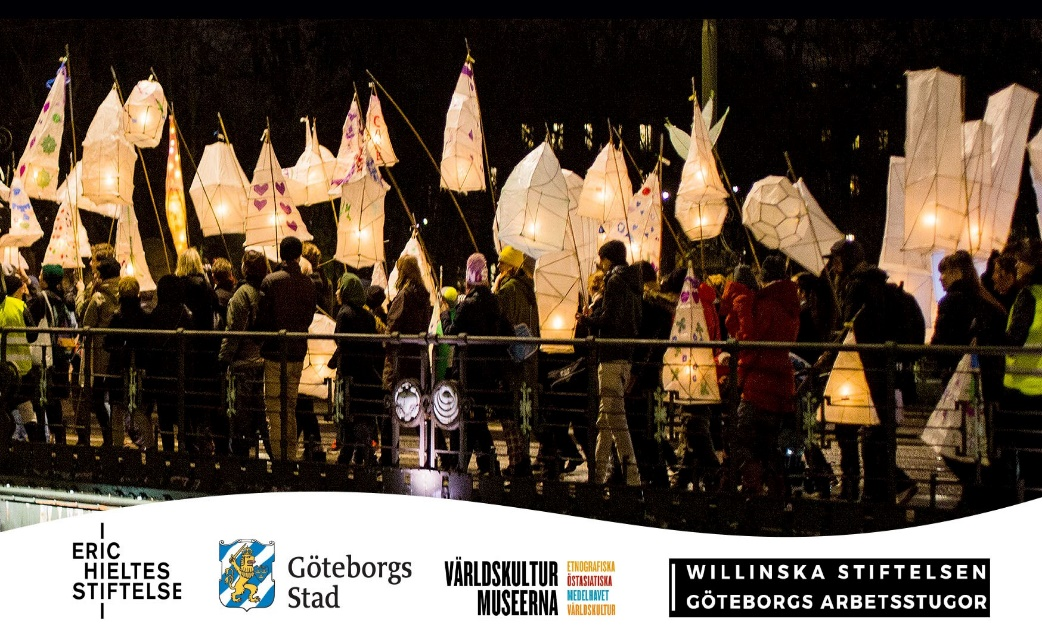 ERIC
HIELTES
STIFTELSE
Göteborgs
Stad
VÄRLDSKULTUR
MUSEERNA
ETNOGRAFISKA
ÖSTASIATISKA
MEDELHAVET
VÄRLDSKULTUR
WILLINSKA STIFTELSEN
GÖTEBORGS ARBETSSTUGOR